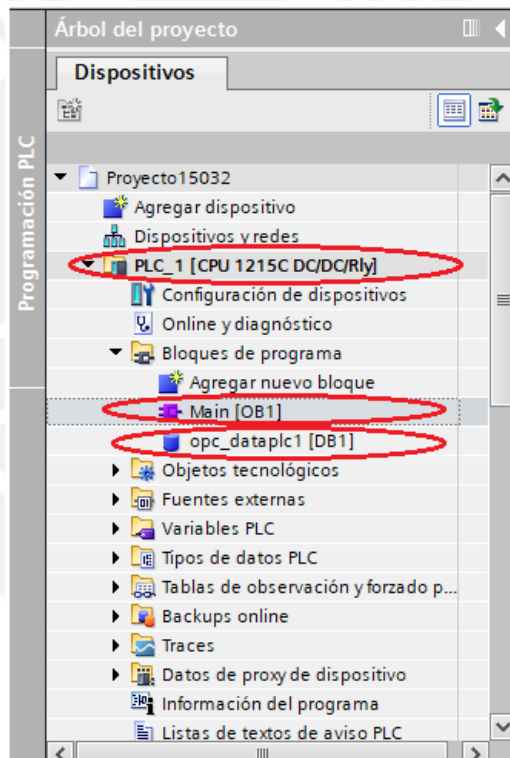 Árbol del proyecto
Dispositivos
Programación PLC
Proyecto15032
Agregar dispositivo
Dispositivos y redes
PLC_1 [CPU 1215C DC/DC/Rly]
Configuración de dispositivos
Online y diagnóstico
Bloques de programa
Agregar nuevo bloque
Main [OB1]
opc_dataplc1 [DB1]
Objetos tecnológicos
Fuentes externas
Variables PLC
Tipos de datos PLC
Tablas de observación y forzado p...
Backups online
Traces
Datos de proxy de dispositivo
Información del programa
Listas de textos de aviso PLC